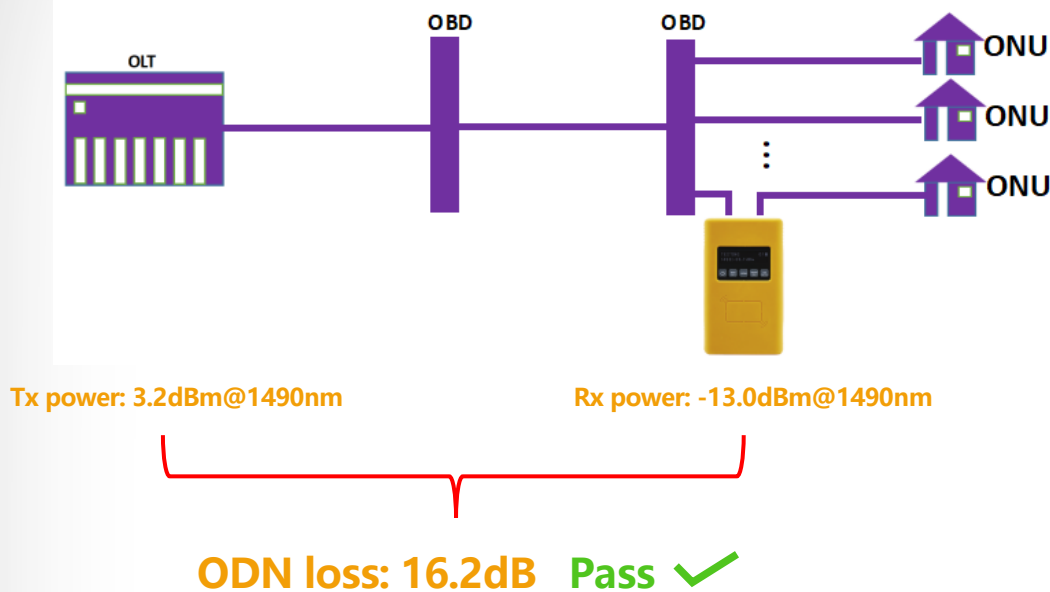 OBD
OBD
OLT
ONU
ONU
ONU
Tx power: 3.2dBm@1490nm
Rx power: -13.0dBm@1490nm
ODN loss: 16.2dB Pass